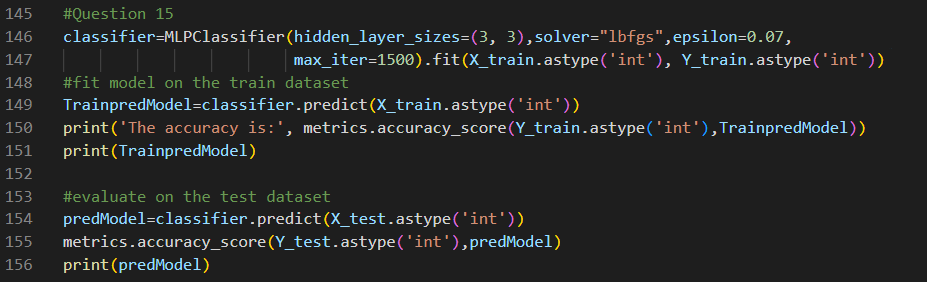 145 #Question 15
146 classifier=MLPClassifier(hidden_layer_sizes=(3, 3),solver="lbfgs",epsilon=0.07,
147 max_iter=1500).fit(X_train.astype('int'), Y_train.astype('int'))
148 #fit model on the train dataset
149 TrainpredModel=classifier.predict(X_train.astype('int'))
150 print('The accuracy is:', metrics.accuracy_score(Y_train.astype('int'),TrainpredModel))
151 print(TrainpredModel)
152
153 #evaluate on the test dataset
154 predModel=classifier.predict(X_test.astype('int'))
155 metrics.accuracy_score(Y_test.astype('int'),predModel)
156 print(predModel)